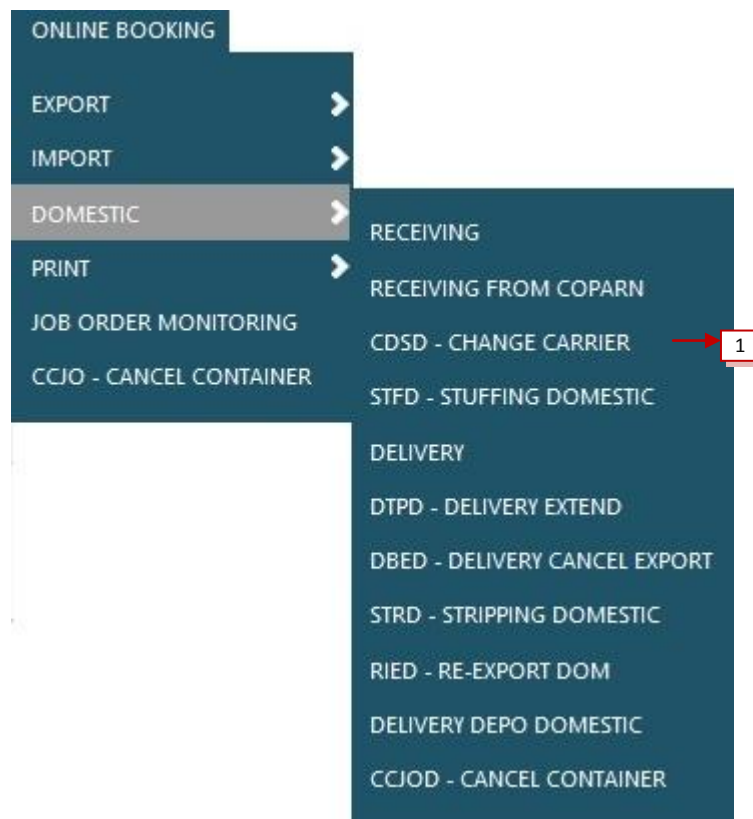 ONLINE BOOKING
EXPORT
IMPORT
DOMESTIC
PRINT
JOB ORDER MONITORING
CCJO - CANCEL CONTAINER
RECEIVING
RECEIVING FROM COPARN
CDSD - CHANGE CARRIER
1
STFD - STUFFING DOMESTIC
DELIVERY
DTPD - DELIVERY EXTEND
DBED - DELIVERY CANCEL EXPORT
STRD - STRIPPING DOMESTIC
RIED - RE-EXPORT DOM
DELIVERY DEPO DOMESTIC
CCJOD - CANCEL CONTAINER